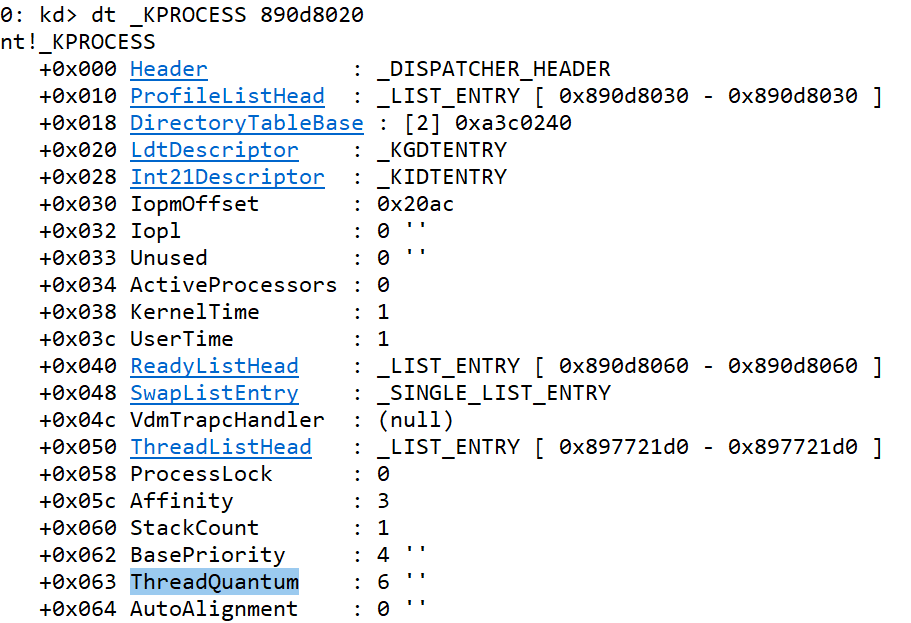 0: kd> dt _KPROCESS 890d8020
nt!_KPROCESS
   +0x000 Header           : _DISPATCHER_HEADER
   +0x010 ProfileListHead  : _LIST_ENTRY [ 0x890d8030 - 0x890d8030 ]
   +0x018 DirectoryTableBase : [2] 0xa3c0240
   +0x020 LdtDescriptor    : _KGDTENTRY
   +0x028 Int21Descriptor  : _KIDTENTRY
   +0x030 IopmOffset       : 0x20ac
   +0x032 Iopl             : 0 ''
   +0x033 Unused           : 0 ''
   +0x034 ActiveProcessors : 0
   +0x038 KernelTime       : 1
   +0x03c UserTime         : 1
   +0x040 ReadyListHead    : _LIST_ENTRY [ 0x890d8060 - 0x890d8060 ]
   +0x048 SwapListEntry    : _SINGLE_LIST_ENTRY
   +0x04c VdmTrapcHandler  : (null)
   +0x050 ThreadListHead   : _LIST_ENTRY [ 0x897721d0 - 0x897721d0 ]
   +0x058 ProcessLock      : 0
   +0x05c Affinity         : 3
   +0x060 StackCount       : 1
   +0x062 BasePriority     : 4 ''
   +0x063 ThreadQuantum    : 6 ''
   +0x064 AutoAlignment    : 0 ''